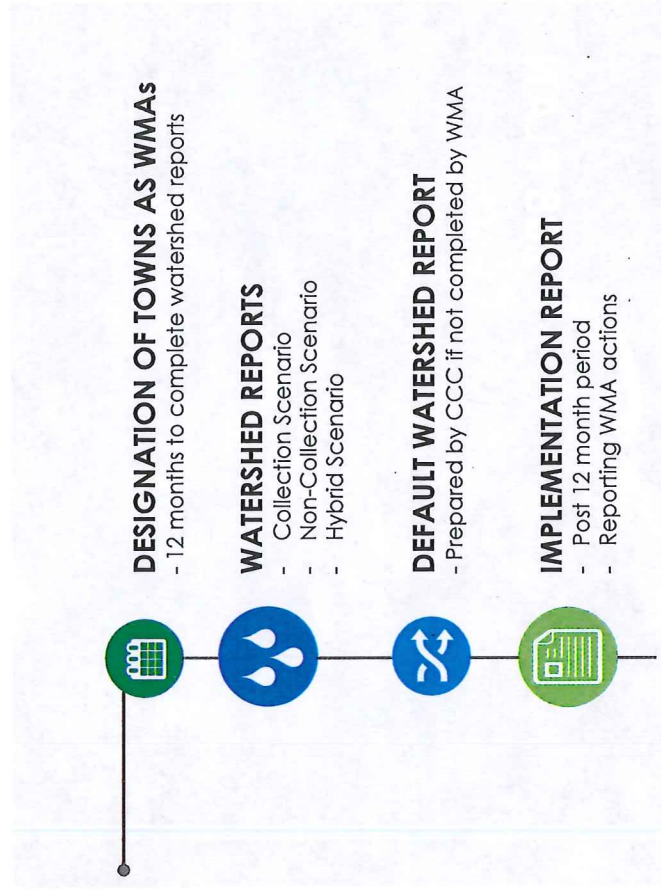 DESIGNATION OF TOWNS AS WMAs
- 12 months to complete watershed reports
WATERSHED REPORTS
- Collection Scenario
- Non-Collection Scenario
- Hybrid Scenario
DEFAULT WATERSHED REPORT
- Prepared by CCC if not completed by WMA
IMPLEMENTATION REPORT
- Post 12 month period
- Reporting WMA actions